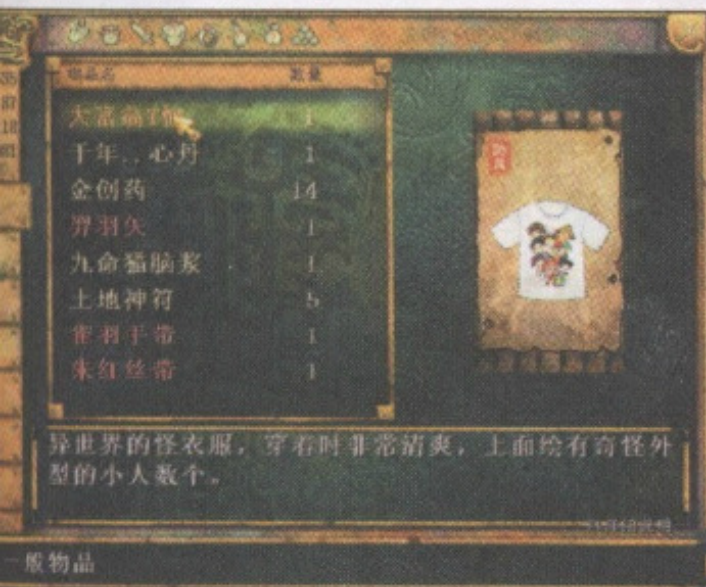 物品名 数量
大富翁T恤 1
千年..心丹 1
金创药 14
羿羽矢 1
九命猫脑浆 1
土地神符 5
雀羽手带 1
朱红丝带 1
异世界的怪衣服，穿着时非常清爽，上面绘有奇怪外
型的小人数个。
一般物品